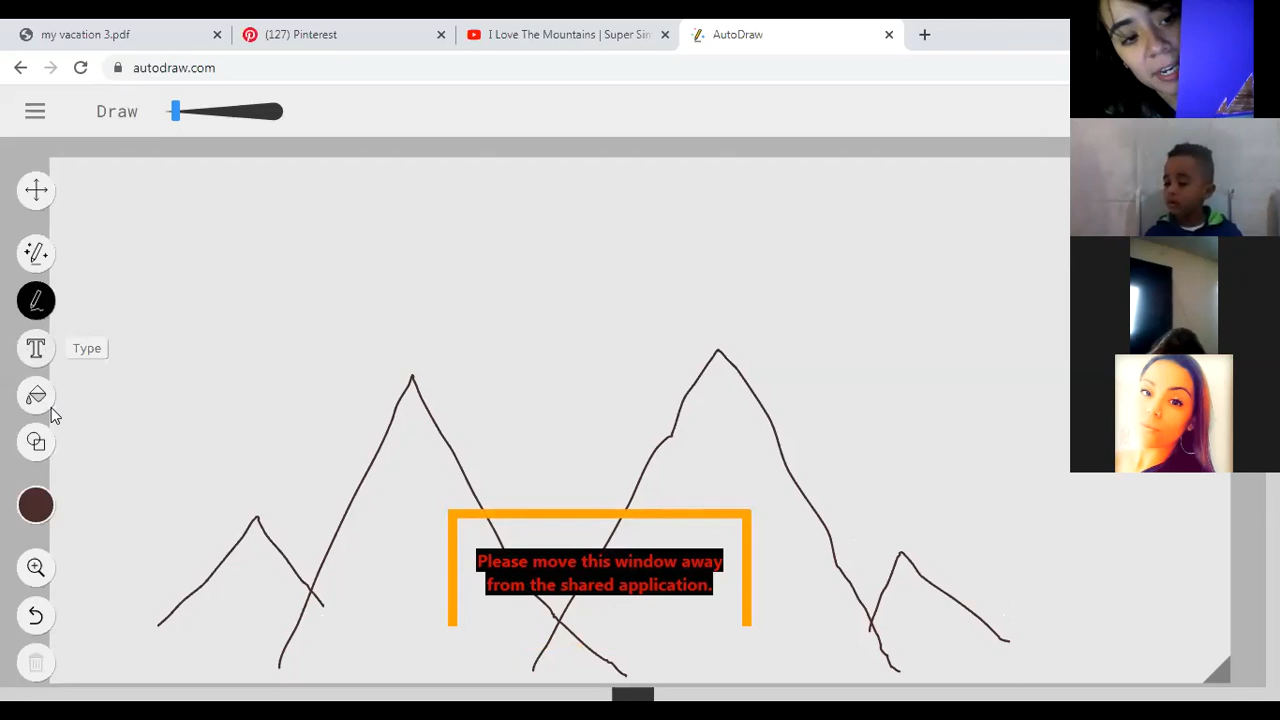 my vacation 3.pdf
(127) Pinterest
I Love The Mountains | Super Sin
AutoDraw
autodraw.com
Draw
T
Type
Please move this window away
from the shared application.